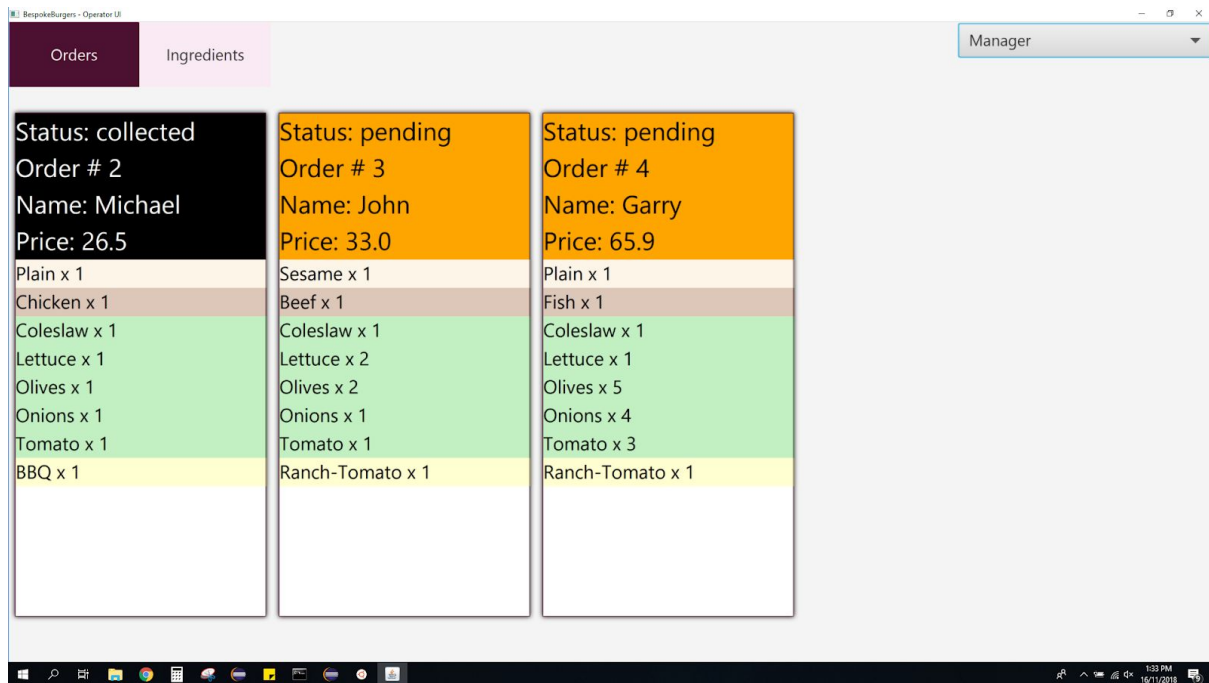 BespokeBurgers - Operator UI
Orders
Ingredients
Manager
Status: collected
Order # 2
Name: Michael
Price: 26.5
Plain x 1
Chicken x 1
Coleslaw x 1
Lettuce x 1
Olives x 1
Onions x 1
Tomato x 1
BBQ x 1
Status: pending
Order # 3
Name: John
Price: 33.0
Sesame x 1
Beef x 1
Coleslaw x 1
Lettuce x 2
Olives x 2
Onions x 1
Tomato x 1
Ranch-Tomato x 1
Status: pending
Order # 4
Name: Garry
Price: 65.9
Plain x 1
Fish x 1
Coleslaw x 1
Lettuce x 1
Olives x 5
Onions x 4
Tomato x 3
Ranch-Tomato x 1
1:33 PM
16/11/2018